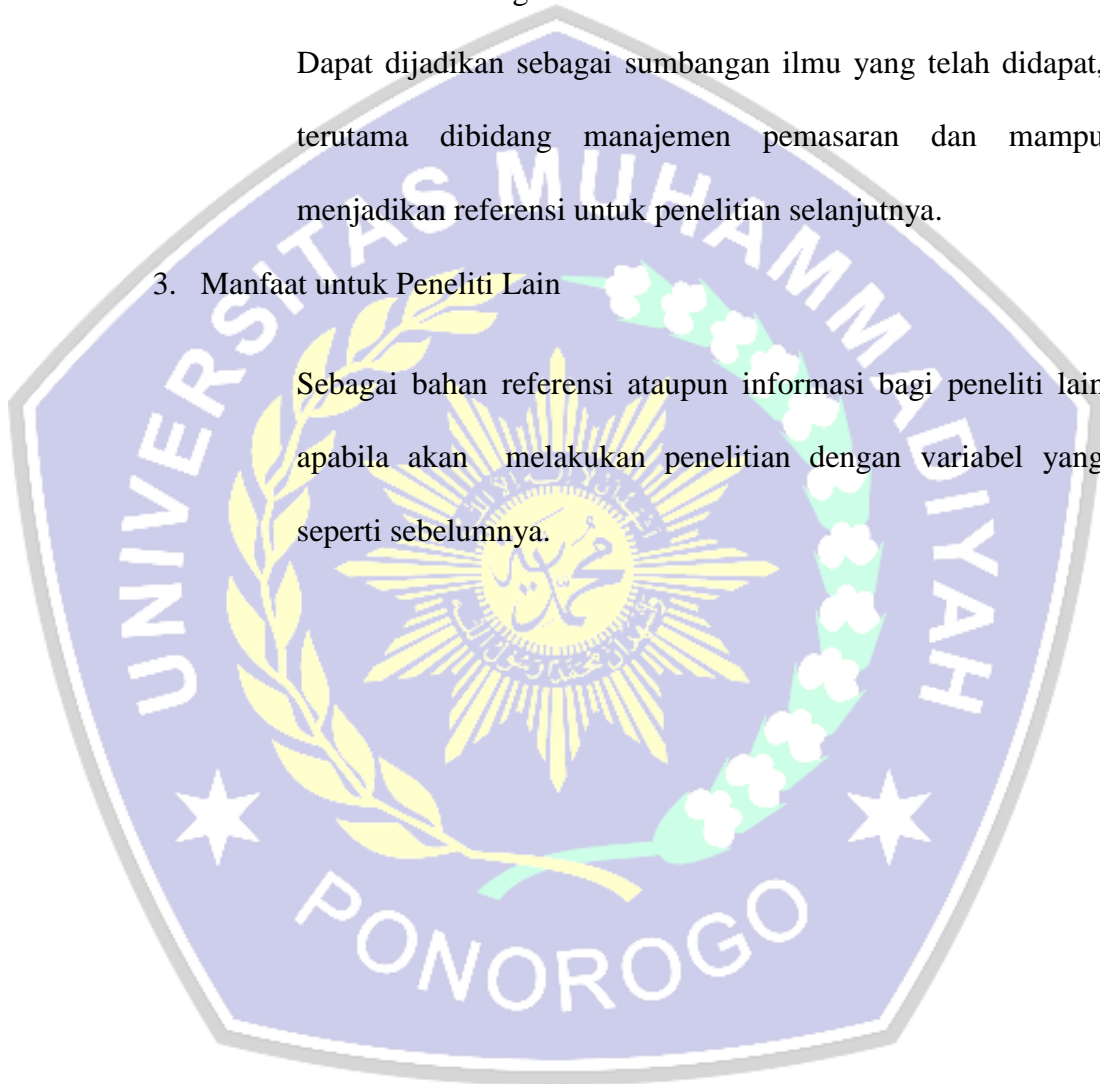 Dapat dijadikan sebagai sumbangan ilmu yang telah didapat,
terutama dibidang manajemen pemasaran dan mampu
menjadikan referensi untuk penelitian selanjutnya.
3. Manfaat untuk Peneliti Lain
Sebagai bahan referensi ataupun informasi bagi peneliti lain
apabila akan melakukan penelitian dengan variabel yang
seperti sebelumnya.
UNIVERSITAS MUHAMMADIYAH
محمد
PONOROGO